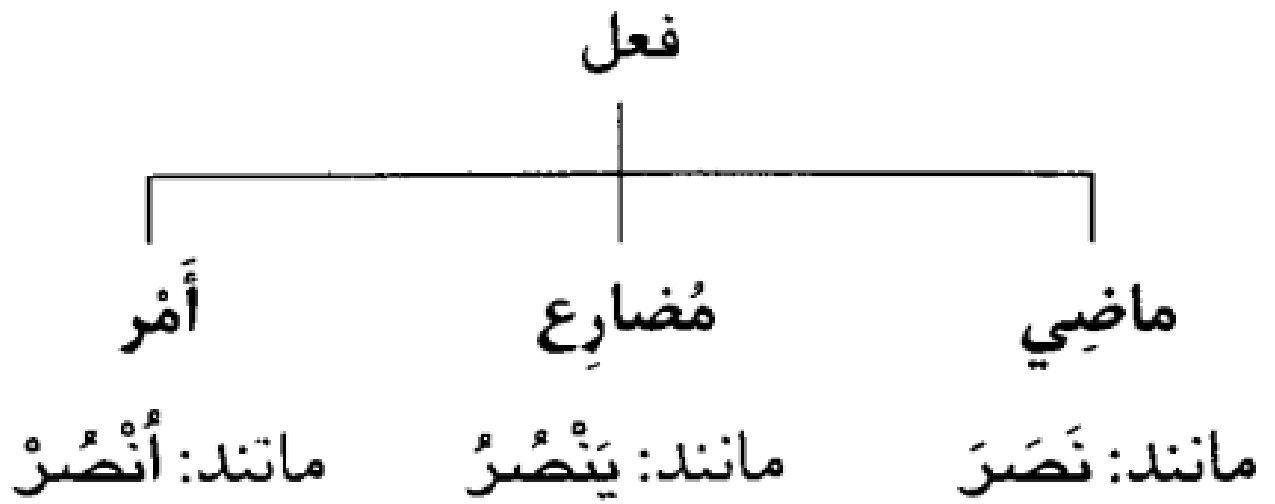 فعل
ماضِي مُضارِع أَمْر
مانند: نَصَرَ مانند: يَنْصُرُ مانند: أُنْصُرْ